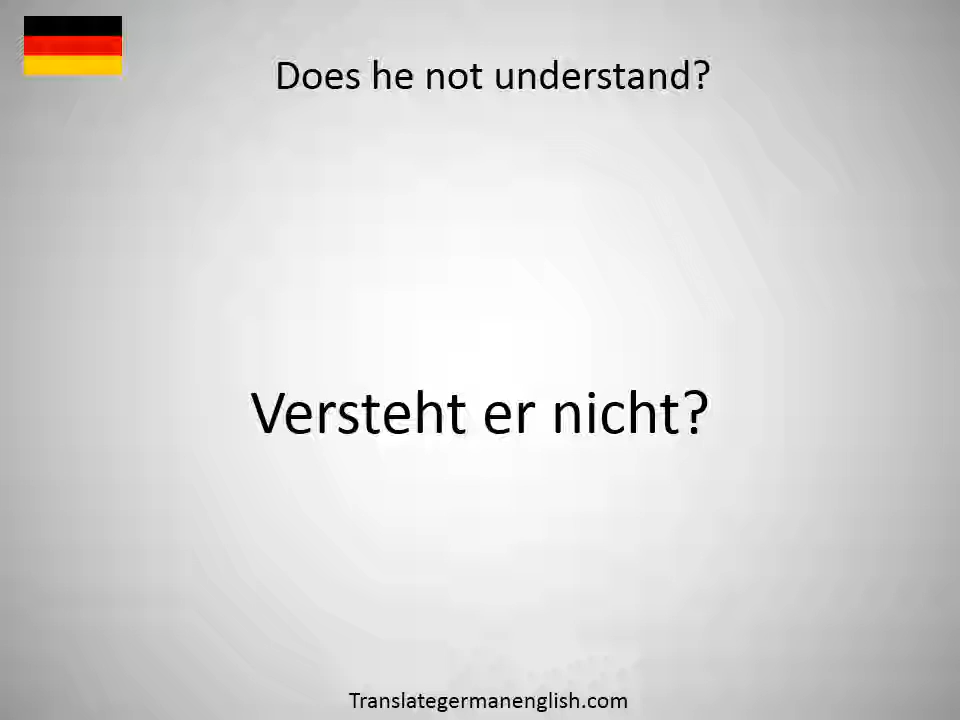 Does he not understand?
Versteht er nicht?
Translategermanenglish.com